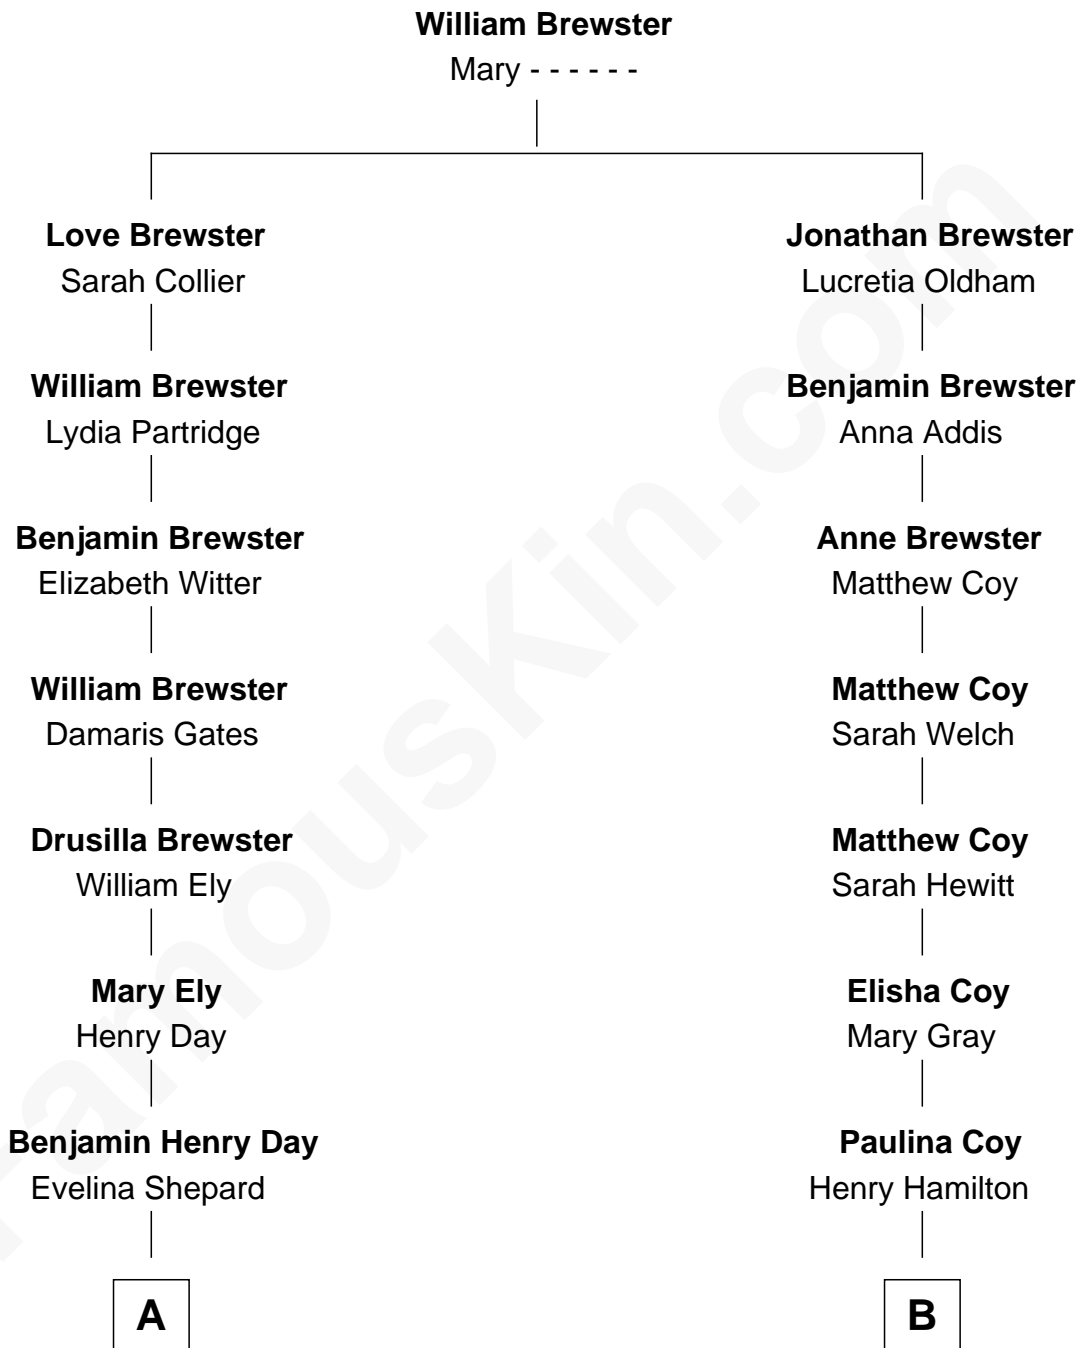 William Brewster
Mary - - - - - -
Love Brewster
Sarah Collier
Jonathan Brewster
Lucretia Oldham
William Brewster
Lydia Partridge
Benjamin Brewster
Anna Addis
Benjamin Brewster
Elizabeth Witter
Anne Brewster
Matthew Coy
William Brewster
Damaris Gates
Matthew Coy
Sarah Welch
Drusilla Brewster
William Ely
Matthew Coy
Sarah Hewitt
Mary Ely
Henry Day
Elisha Coy
Mary Gray
Benjamin Henry Day
Evelina Shepard
Paulina Coy
Henry Hamilton
A
B
FamousKin.com